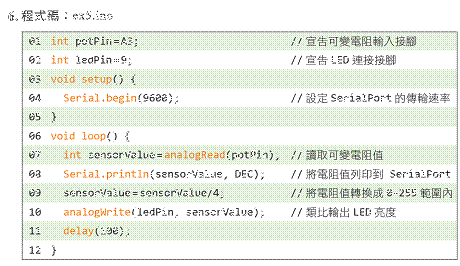 6. 程式碼：ex5.ino
01 int potPin=A3; // 宣告可變電阻輸入接腳
02 int ledPin=9; // 宣告 LED 連接接腳
03 void setup() {
04 Serial.begin(9600); // 設定 SerialPort 的傳輸速率
05 }
06 void loop() {
07 int sensorValue=analogRead(potPin); // 讀取可變電阻值
08 Serial.println(sensorValue, DEC); // 將電阻值列印到 SerialPort
09 sensorValue=sensorValue/4; // 將電阻值轉換成 0~255 範圍內
10 analogWrite(ledPin, sensorValue); // 類比輸出 LED 亮度
11 delay(100);
12 }